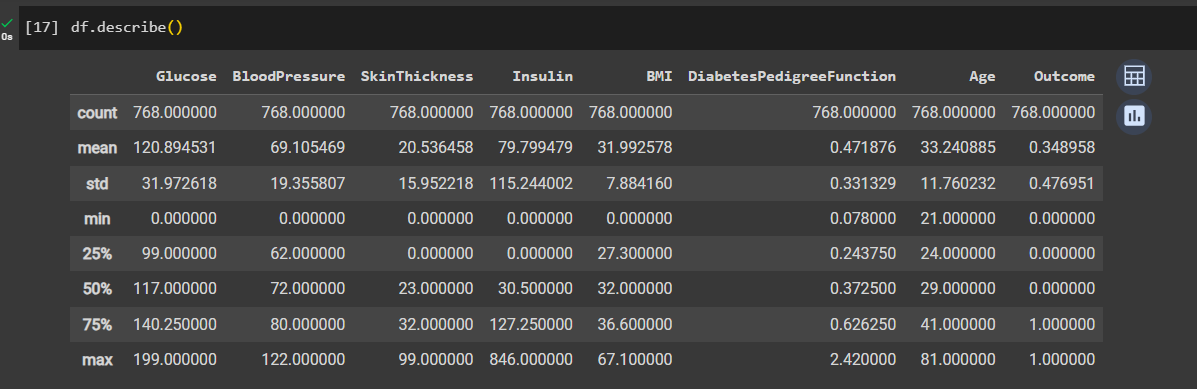 [17] df.describe()
0s
Glucose BloodPressure SkinThickness Insulin BMI DiabetesPedigreeFunction Age Outcome
count 768.000000 768.000000 768.000000 768.000000 768.000000 768.000000 768.000000 768.000000
mean 120.894531 69.105469 20.536458 79.799479 31.992578 0.471876 33.240885 0.348958
std 31.972618 19.355807 15.952218 115.244002 7.884160 0.331329 11.760232 0.476951
min 0.000000 0.000000 0.000000 0.000000 0.000000 0.078000 21.000000 0.000000
25% 99.000000 62.000000 0.000000 0.000000 27.300000 0.243750 24.000000 0.000000
50% 117.000000 72.000000 23.000000 30.500000 32.000000 0.372500 29.000000 0.000000
75% 140.250000 80.000000 32.000000 127.250000 36.600000 0.626250 41.000000 1.000000
max 199.000000 122.000000 99.000000 846.000000 67.100000 2.420000 81.000000 1.000000